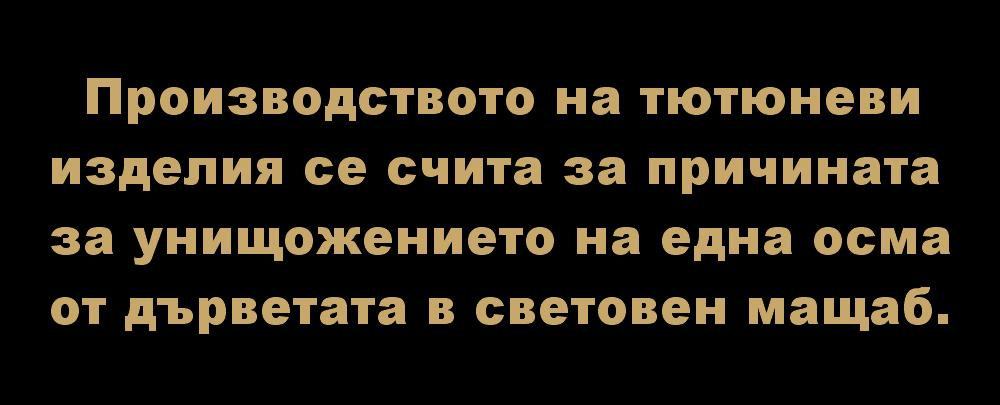 Производството на тютюневи
изделия се счита за причината
за унищожението на една осма
от дърветата в световен мащаб.